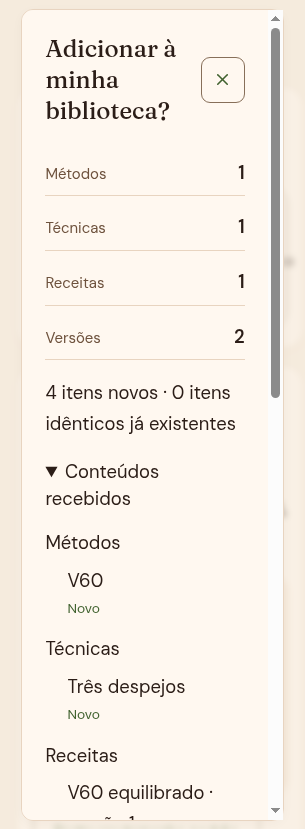 Adicionar à
minha
biblioteca?
×
Métodos 1
Técnicas 1
Receitas 1
Versões 2
4 itens novos · 0 itens
idênticos já existentes
▼ Conteúdos
recebidos
Métodos
V60
Novo
Técnicas
Três despejos
Novo
Receitas
V60 equilibrado ·